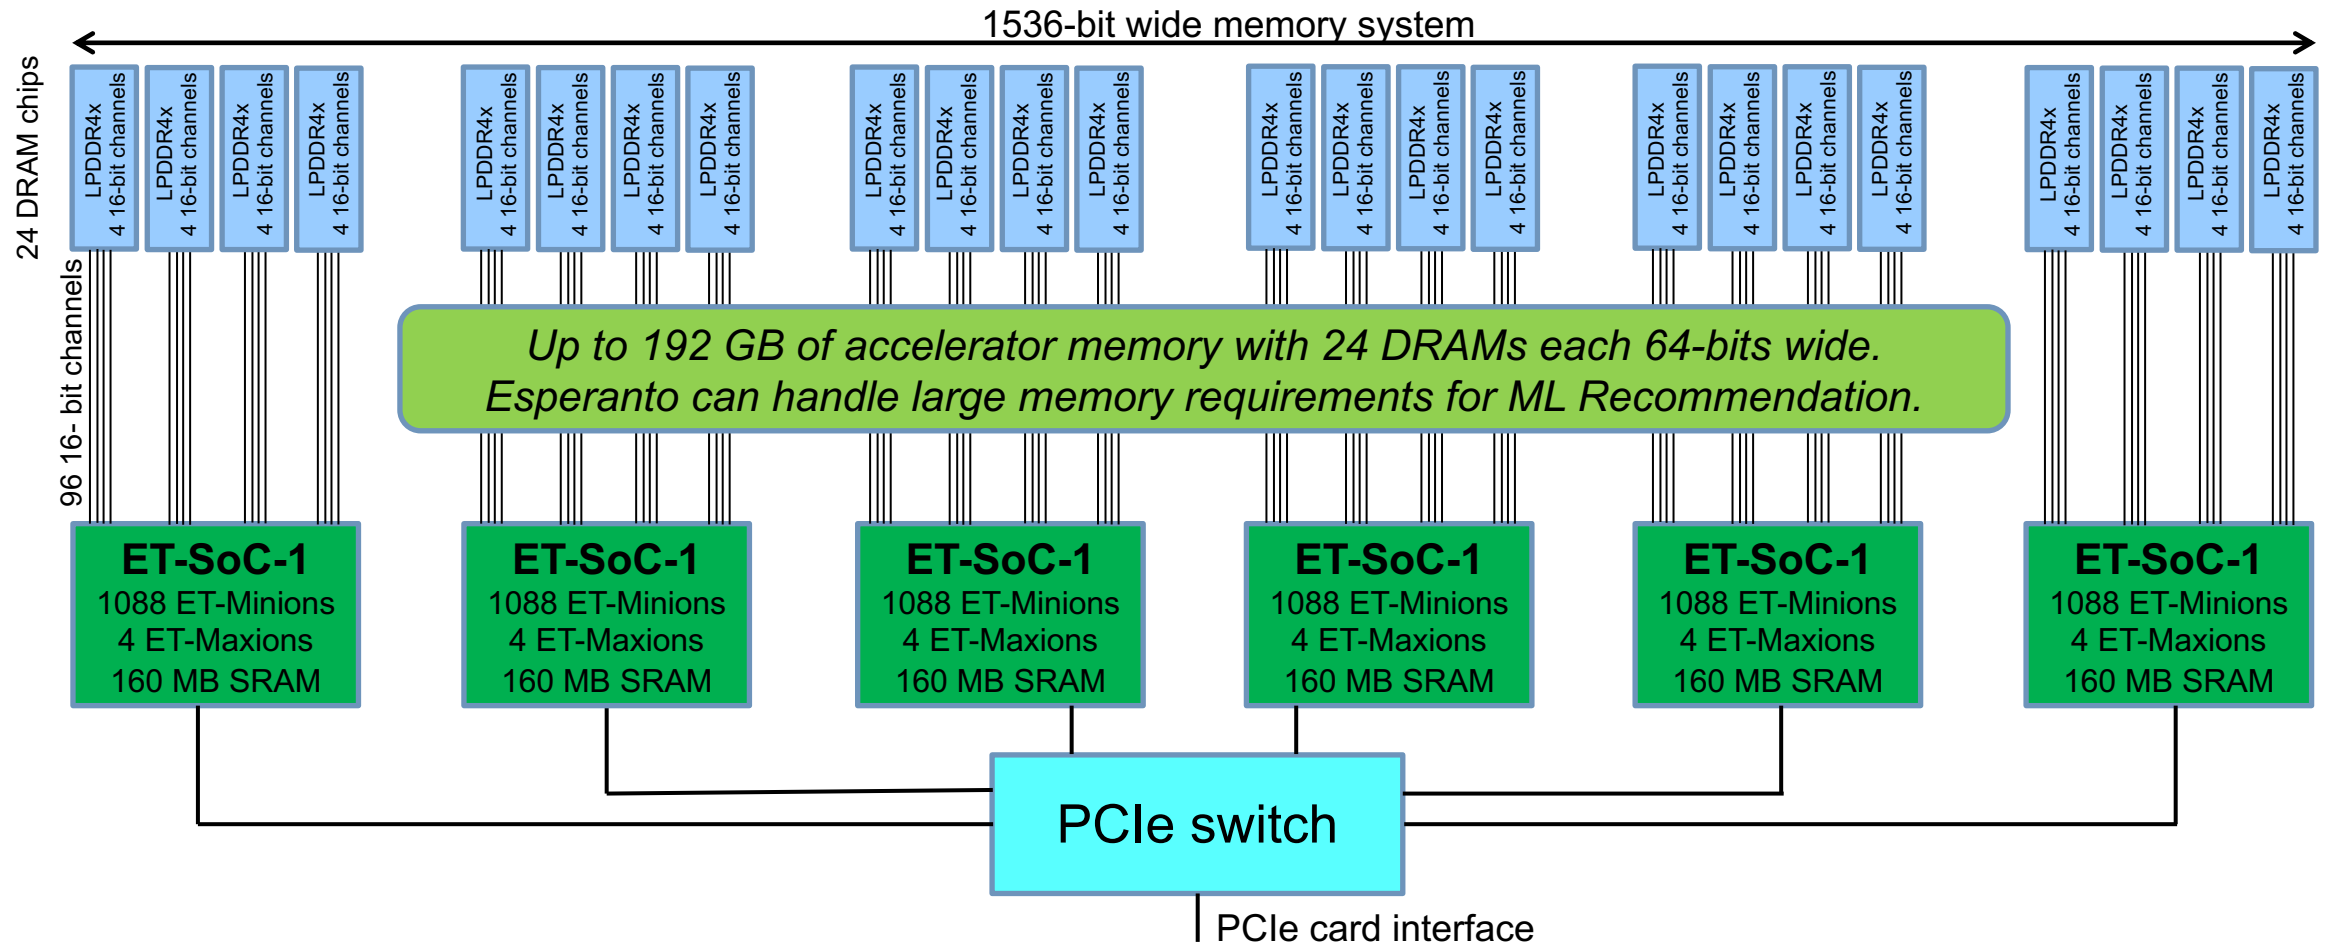 1536-bit wide memory system
24 DRAM chips
LPDDR4x
4 16-bit channels
LPDDR4x
4 16-bit channels
LPDDR4x
4 16-bit channels
LPDDR4x
4 16-bit channels
LPDDR4x
4 16-bit channels
LPDDR4x
4 16-bit channels
LPDDR4x
4 16-bit channels
LPDDR4x
4 16-bit channels
LPDDR4x
4 16-bit channels
LPDDR4x
4 16-bit channels
LPDDR4x
4 16-bit channels
LPDDR4x
4 16-bit channels
LPDDR4x
4 16-bit channels
LPDDR4x
4 16-bit channels
LPDDR4x
4 16-bit channels
LPDDR4x
4 16-bit channels
LPDDR4x
4 16-bit channels
LPDDR4x
4 16-bit channels
LPDDR4x
4 16-bit channels
LPDDR4x
4 16-bit channels
LPDDR4x
4 16-bit channels
LPDDR4x
4 16-bit channels
LPDDR4x
4 16-bit channels
LPDDR4x
4 16-bit channels
96 16- bit channels
Up to 192 GB of accelerator memory with 24 DRAMs each 64-bits wide.
Esperanto can handle large memory requirements for ML Recommendation.
ET-SoC-1
1088 ET-Minions
4 ET-Maxions
160 MB SRAM
ET-SoC-1
1088 ET-Minions
4 ET-Maxions
160 MB SRAM
ET-SoC-1
1088 ET-Minions
4 ET-Maxions
160 MB SRAM
ET-SoC-1
1088 ET-Minions
4 ET-Maxions
160 MB SRAM
ET-SoC-1
1088 ET-Minions
4 ET-Maxions
160 MB SRAM
ET-SoC-1
1088 ET-Minions
4 ET-Maxions
160 MB SRAM
PCIe switch
PCIe card interface